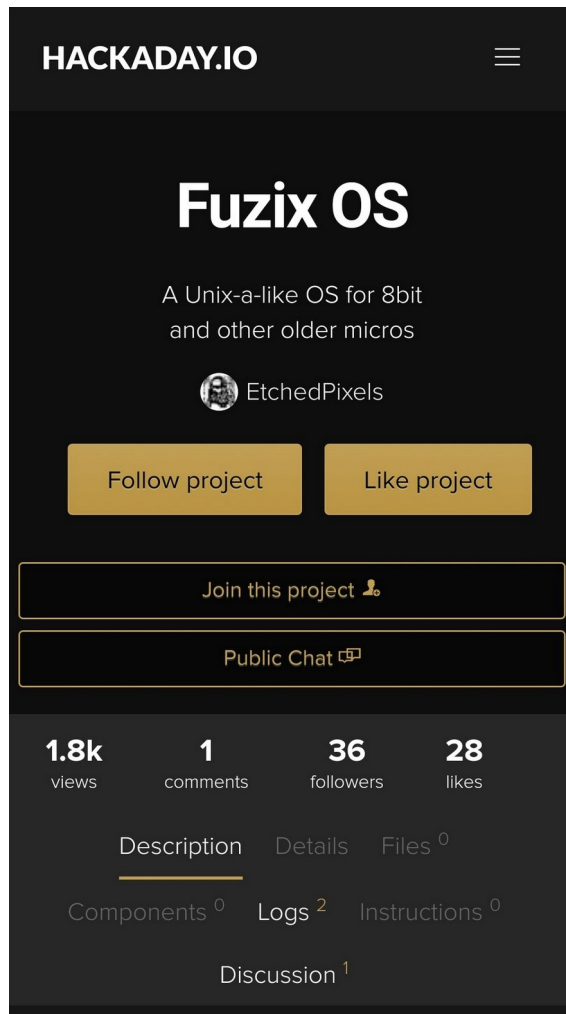 HACKADAY.IO
Fuzix OS
A Unix-a-like OS for 8bit
and other older micros
EtchedPixels
Follow project
Like project
Join this project
Public Chat
1.8k
views
1
comments
36
followers
28
likes
Description
Details
Files 0
Components 0
Logs 2
Instructions 0
Discussion 1